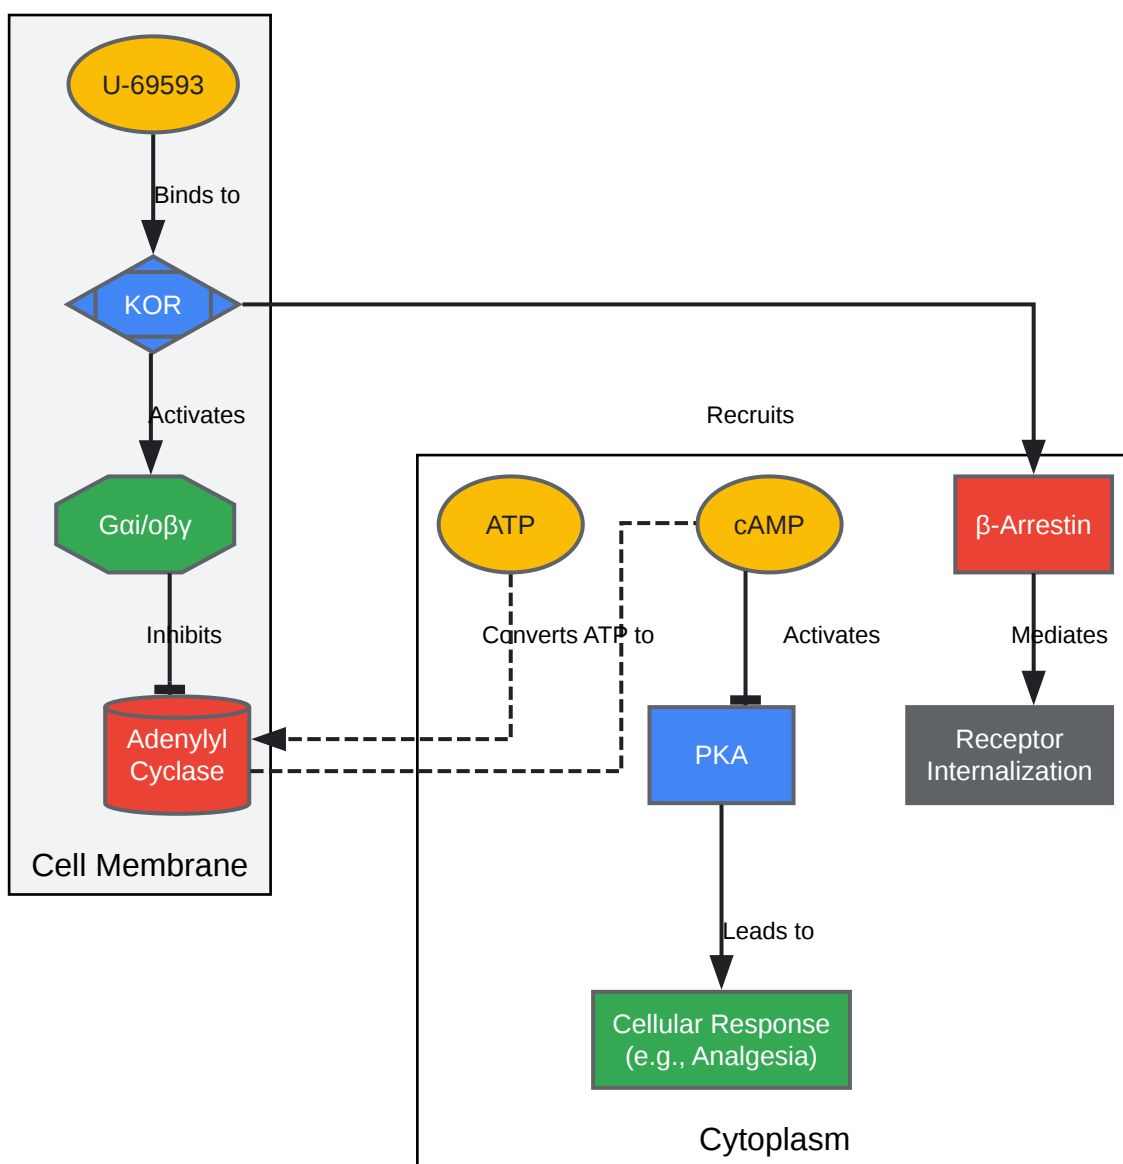 U-69593
Binds to
KOR
Activates
Recruits
Gαi/oβγ
ATP
cAMP
β-Arrestin
Inhibits
Converts ATP to
Activates
Mediates
Adenylyl
Cyclase
PKA
Receptor
Internalization
Cell Membrane
Leads to
Cellular Response
(e.g., Analgesia)
Cytoplasm